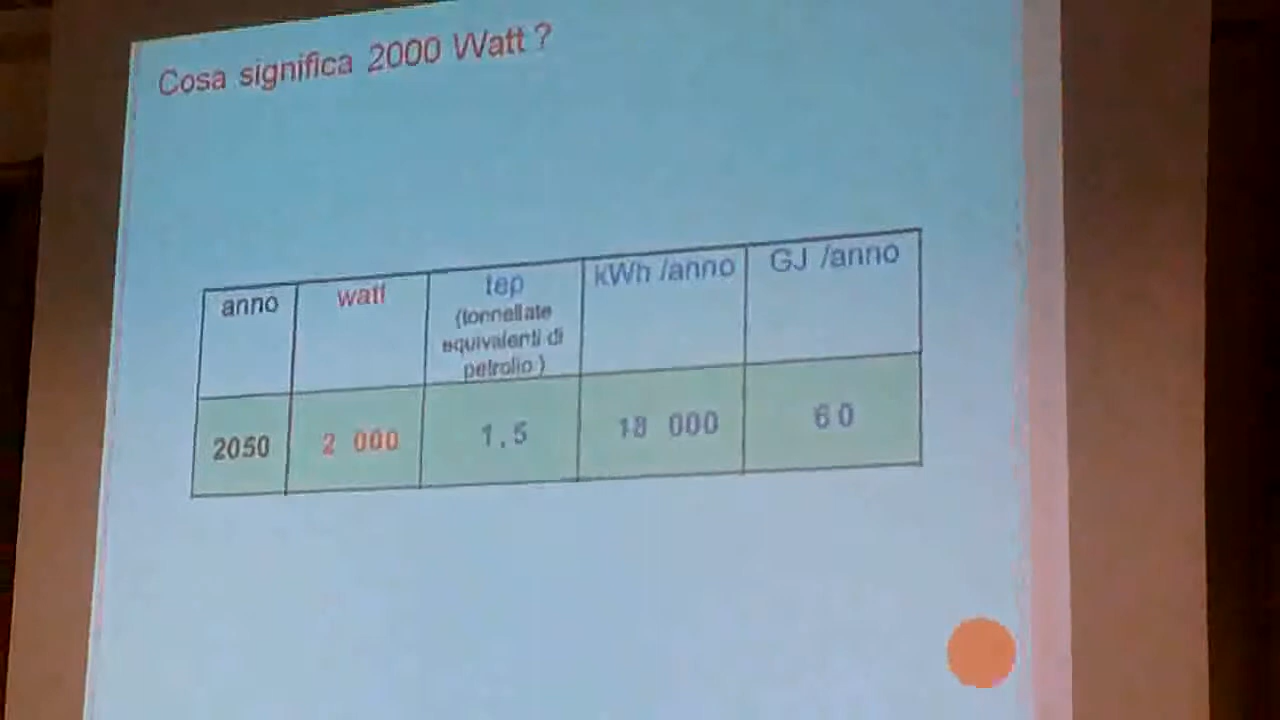 Cosa significa 2000 Watt ?
anno
watt
tep
(tonnellate
equivalenti di
petrolio )
kWh /anno
GJ /anno
2050
2 000
1,5
18 000
60